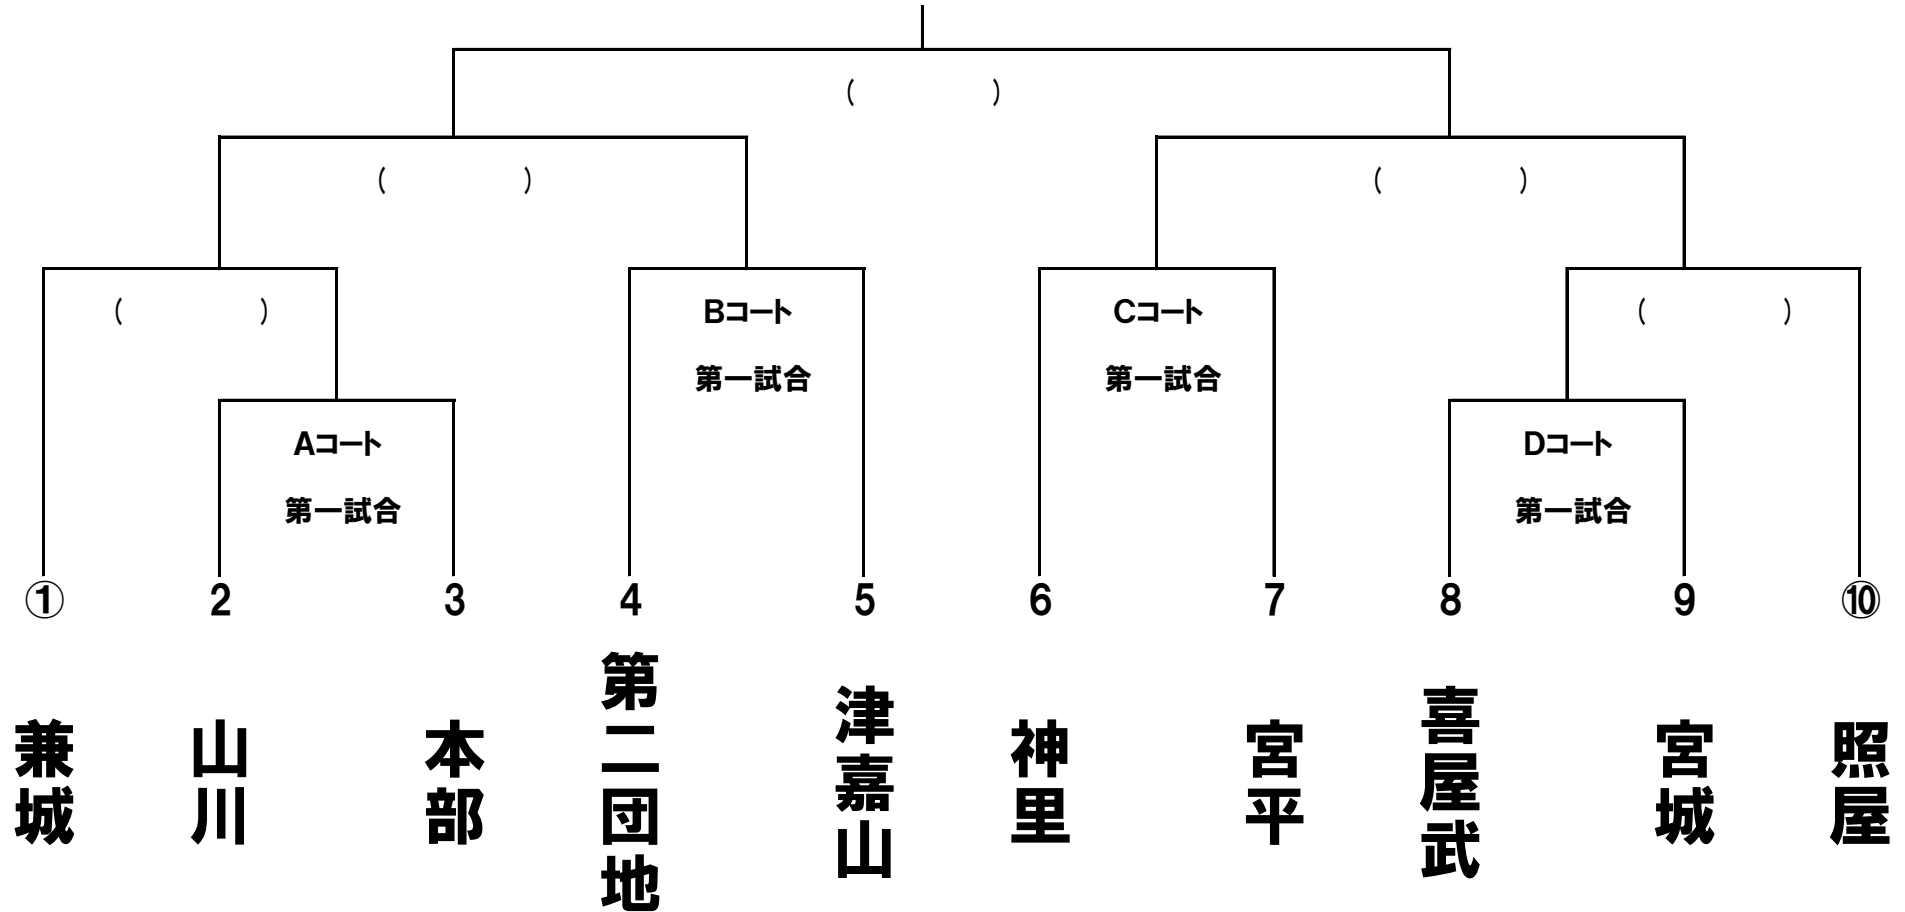 (　　　)
(　　　)
(　　　)
(　　　)
Bコート
第一試合
Cコート
第一試合
(　　　)
Aコート
第一試合
Dコート
第一試合
① 2 3 4 5 6 7 8 9 ⑩
兼城
山川
本部
第二団地
津嘉山
神里
宮平
喜屋武
宮城
照屋